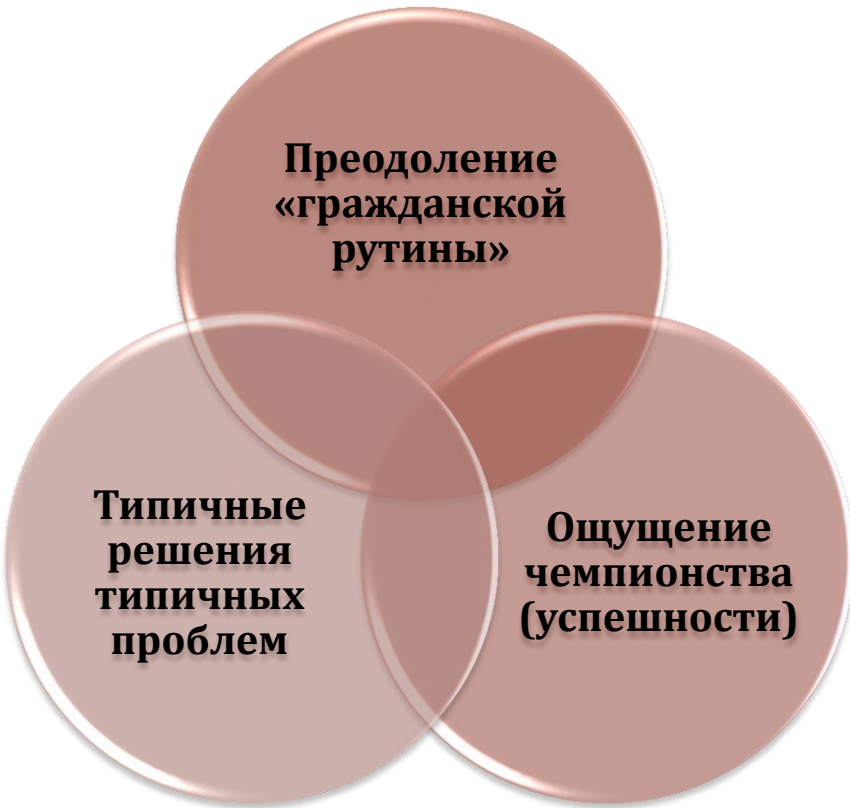 Преодоление
«гражданской
рутины»
Типичные
решения
типичных
проблем
Ощущение
чемпионства
(успешности)